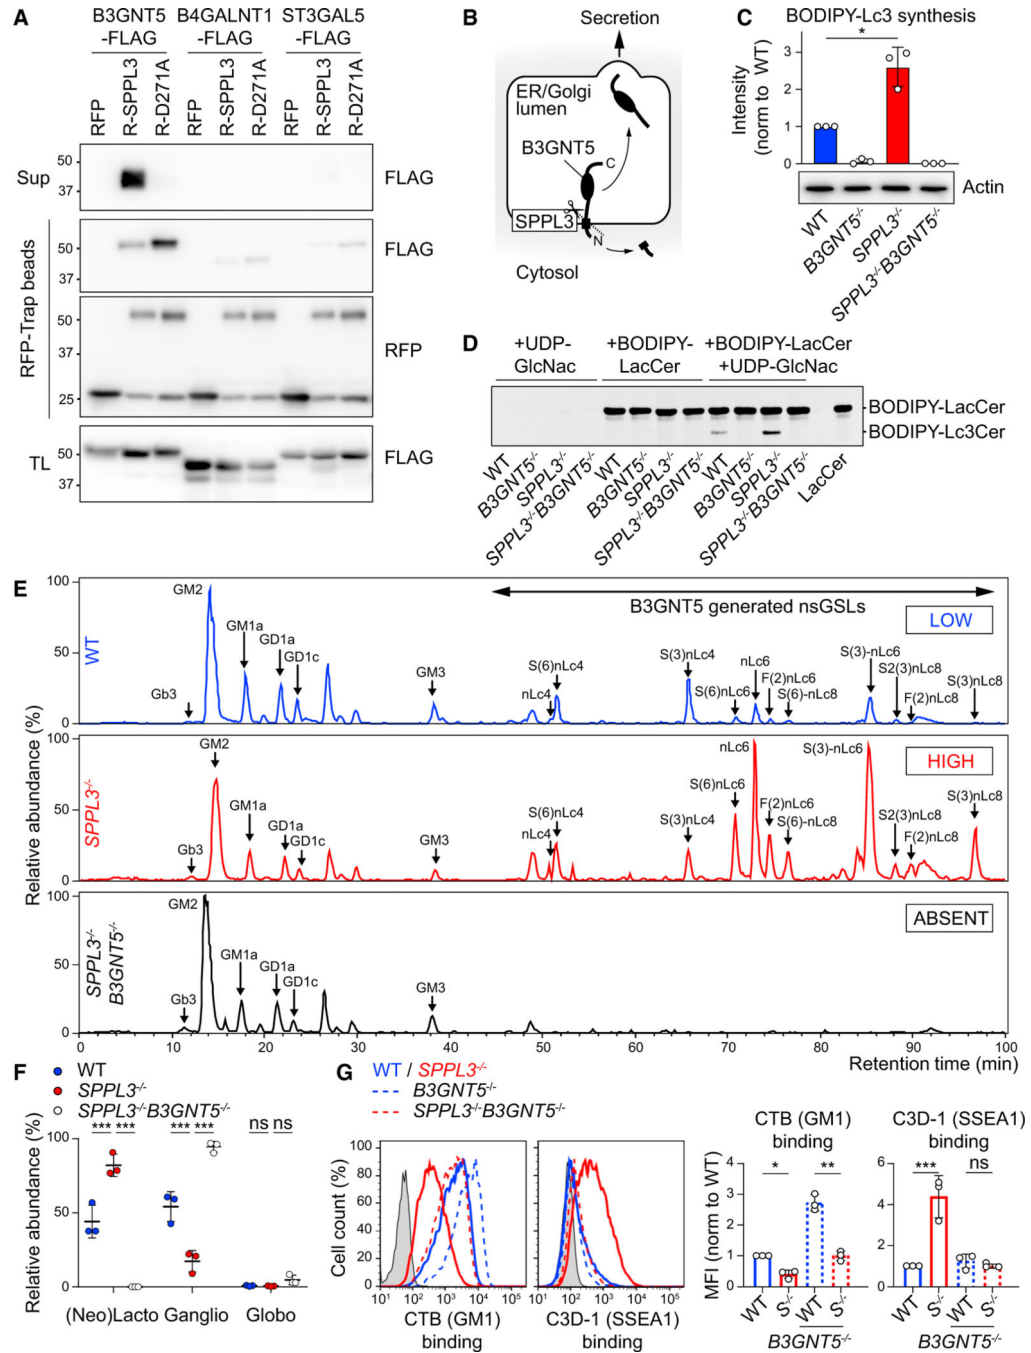 A
B3GNT5 B4GALNT1 ST3GAL5
-FLAG -FLAG -FLAG
RFP
R-SPPL3
R-D271A
RFP
R-SPPL3
R-D271A
RFP
R-SPPL3
R-D271A
Sup
50
37
FLAG
RFP-Trap beads
50
37
FLAG
50
37
25
RFP
TL
50
37
FLAG
B
Secretion
ER/Golgi
lumen
B3GNT5
C
SPPL3
N
Cytosol
C
BODIPY-Lc3 synthesis
Intensity
(norm to WT)
3
2
1
0
*
Actin
WT
B3GNT5-/-
SPPL3-/-
SPPL3-/-B3GNT5-/-
D
+UDP-
GlcNac
+BODIPY-
LacCer
+BODIPY-LacCer
+UDP-GlcNac
BODIPY-LacCer
BODIPY-Lc3Cer
WT
B3GNT5-/-
SPPL3-/-
SPPL3-/-B3GNT5-/-
WT
B3GNT5-/-
SPPL3-/-
SPPL3-/-B3GNT5-/-
WT
B3GNT5-/-
SPPL3-/-
SPPL3-/-B3GNT5-/-
LacCer
E
Relative abundance (%)
WT
100
50
0
B3GNT5 generated nsGSLs
LOW
Gb3
GM2
GM1a
GD1a
GD1c
GM3
nLc4
S(6)nLc4
S(3)nLc4
S(6)nLc6
nLc6
F(2)nLc6
S(6)-nLc8
S(3)-nLc6
S2(3)nLc8
F(2)nLc8
S(3)nLc8
SPPL3-/-
100
50
0
HIGH
Gb3
GM2
GM1a
GD1a
GD1c
GM3
nLc4
S(6)nLc4
S(3)nLc4
S(6)nLc6
nLc6
F(2)nLc6
S(6)-nLc8
S(3)-nLc6
S2(3)nLc8
F(2)nLc8
S(3)nLc8
SPPL3-/-
B3GNT5-/-
100
50
0
ABSENT
Gb3
GM2
GM1a
GD1a
GD1c
GM3
0 10 20 30 40 50 60 70 80 90 100
Retention time (min)
F
WT
SPPL3-/-
SPPL3-/-B3GNT5-/-
Relative abundance (%)
100
50
0
*** *** *** *** ns ns
(Neo)Lacto Ganglio Globo
G
WT / SPPL3-/-
B3GNT5-/-
SPPL3-/-B3GNT5-/-
Cell count (%)
100
80
60
40
20
0
10¹ 10² 10³ 10⁴ 10⁵
CTB (GM1)
binding
10¹ 10² 10³ 10⁴ 10⁵
C3D-1 (SSEA1)
binding
CTB (GM1)
binding
MFI (norm to WT)
4
3
2
1
0
* **
WT S-/- WT S-/-
B3GNT5-/-
C3D-1 (SSEA1)
binding
6
4
2
0
*** ns
WT S-/- WT S-/-
B3GNT5-/-